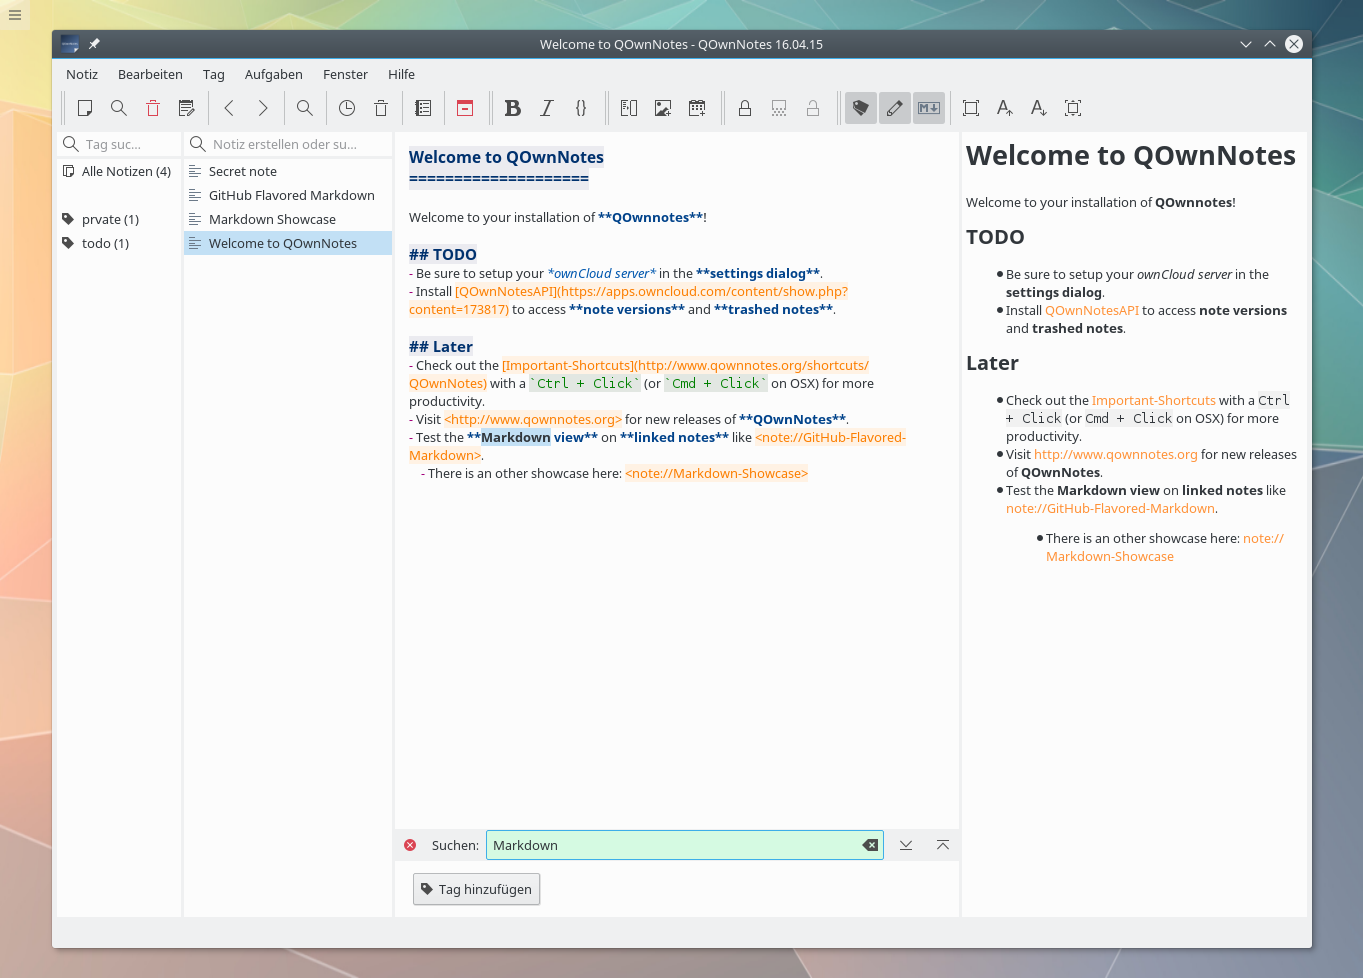 Welcome to QOwnNotes - QOwnNotes 16.04.15
Notiz Bearbeiten Tag Aufgaben Fenster Hilfe
B I {} A A
M
Tag suc...
Alle Notizen (4)
prvate (1)
todo (1)
Notiz erstellen oder su...
Secret note
GitHub Flavored Markdown
Markdown Showcase
Welcome to QOwnNotes
Welcome to QOwnNotes
====================
Welcome to your installation of **QOwnnotes**!
## TODO
- Be sure to setup your *ownCloud server* in the **settings dialog**.
- Install [QOwnNotesAPI](https://apps.owncloud.com/content/show.php?
content=173817) to access **note versions** and **trashed notes**.
## Later
- Check out the [Important-Shortcuts](http://www.qownnotes.org/shortcuts/
QOwnNotes) with a `Ctrl + Click` (or `Cmd + Click` on OSX) for more
productivity.
- Visit <http://www.qownnotes.org> for new releases of **QOwnNotes**.
- Test the **Markdown view** on **linked notes** like <note://GitHub-Flavored-
Markdown>.
- There is an other showcase here: <note://Markdown-Showcase>
Suchen: Markdown
Tag hinzufügen
Welcome to QOwnNotes
Welcome to your installation of QOwnnotes!
TODO
Be sure to setup your ownCloud server in the
settings dialog.
Install QOwnNotesAPI to access note versions
and trashed notes.
Later
Check out the Important-Shortcuts with a Ctrl
+ Click (or Cmd + Click on OSX) for more
productivity.
Visit http://www.qownnotes.org for new releases
of QOwnNotes.
Test the Markdown view on linked notes like
note://GitHub-Flavored-Markdown.
There is an other showcase here: note://
Markdown-Showcase